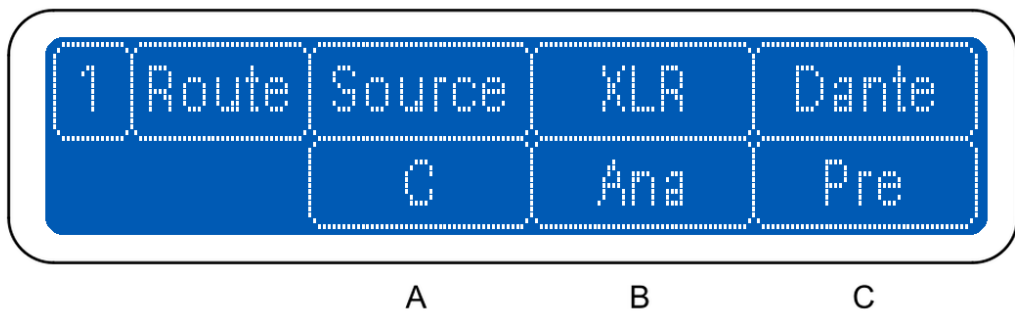 1 Route Source XLR Dante
C Ana Pre
A B C